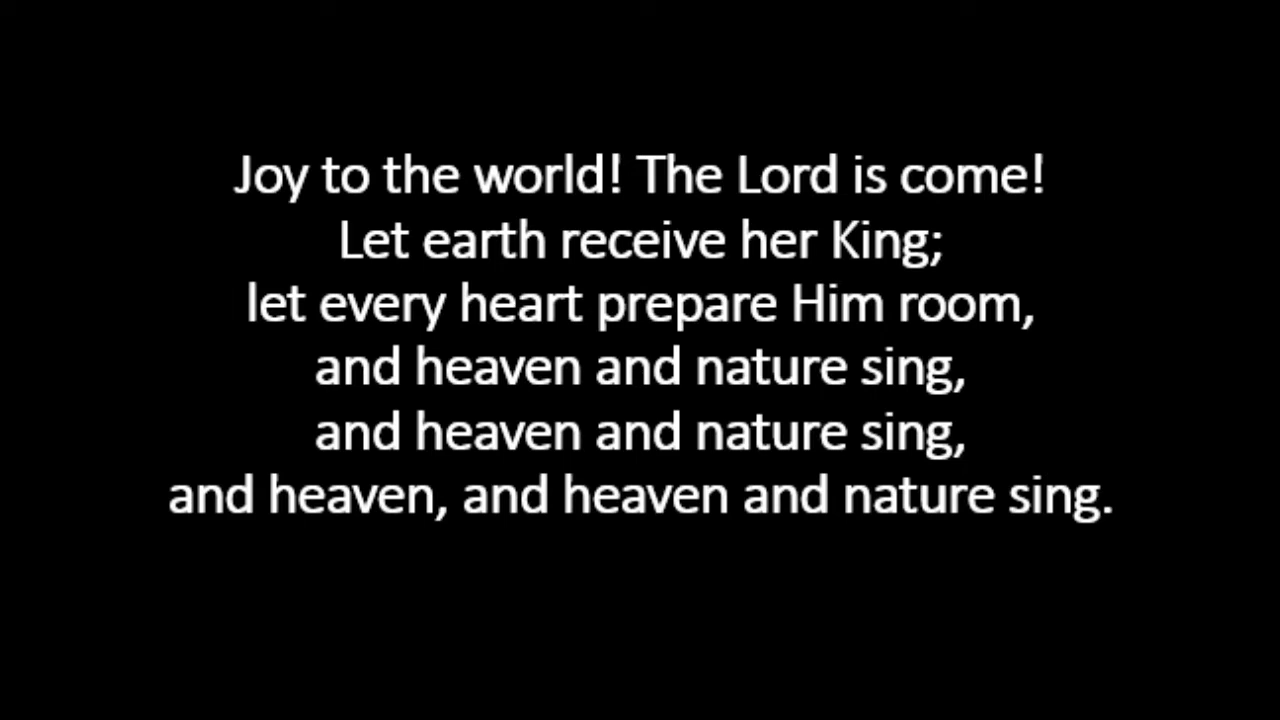 Joy to the world! The Lord is come!
Let earth receive her King;
let every heart prepare Him room,
and heaven and nature sing,
and heaven and nature sing,
and heaven, and heaven and nature sing.